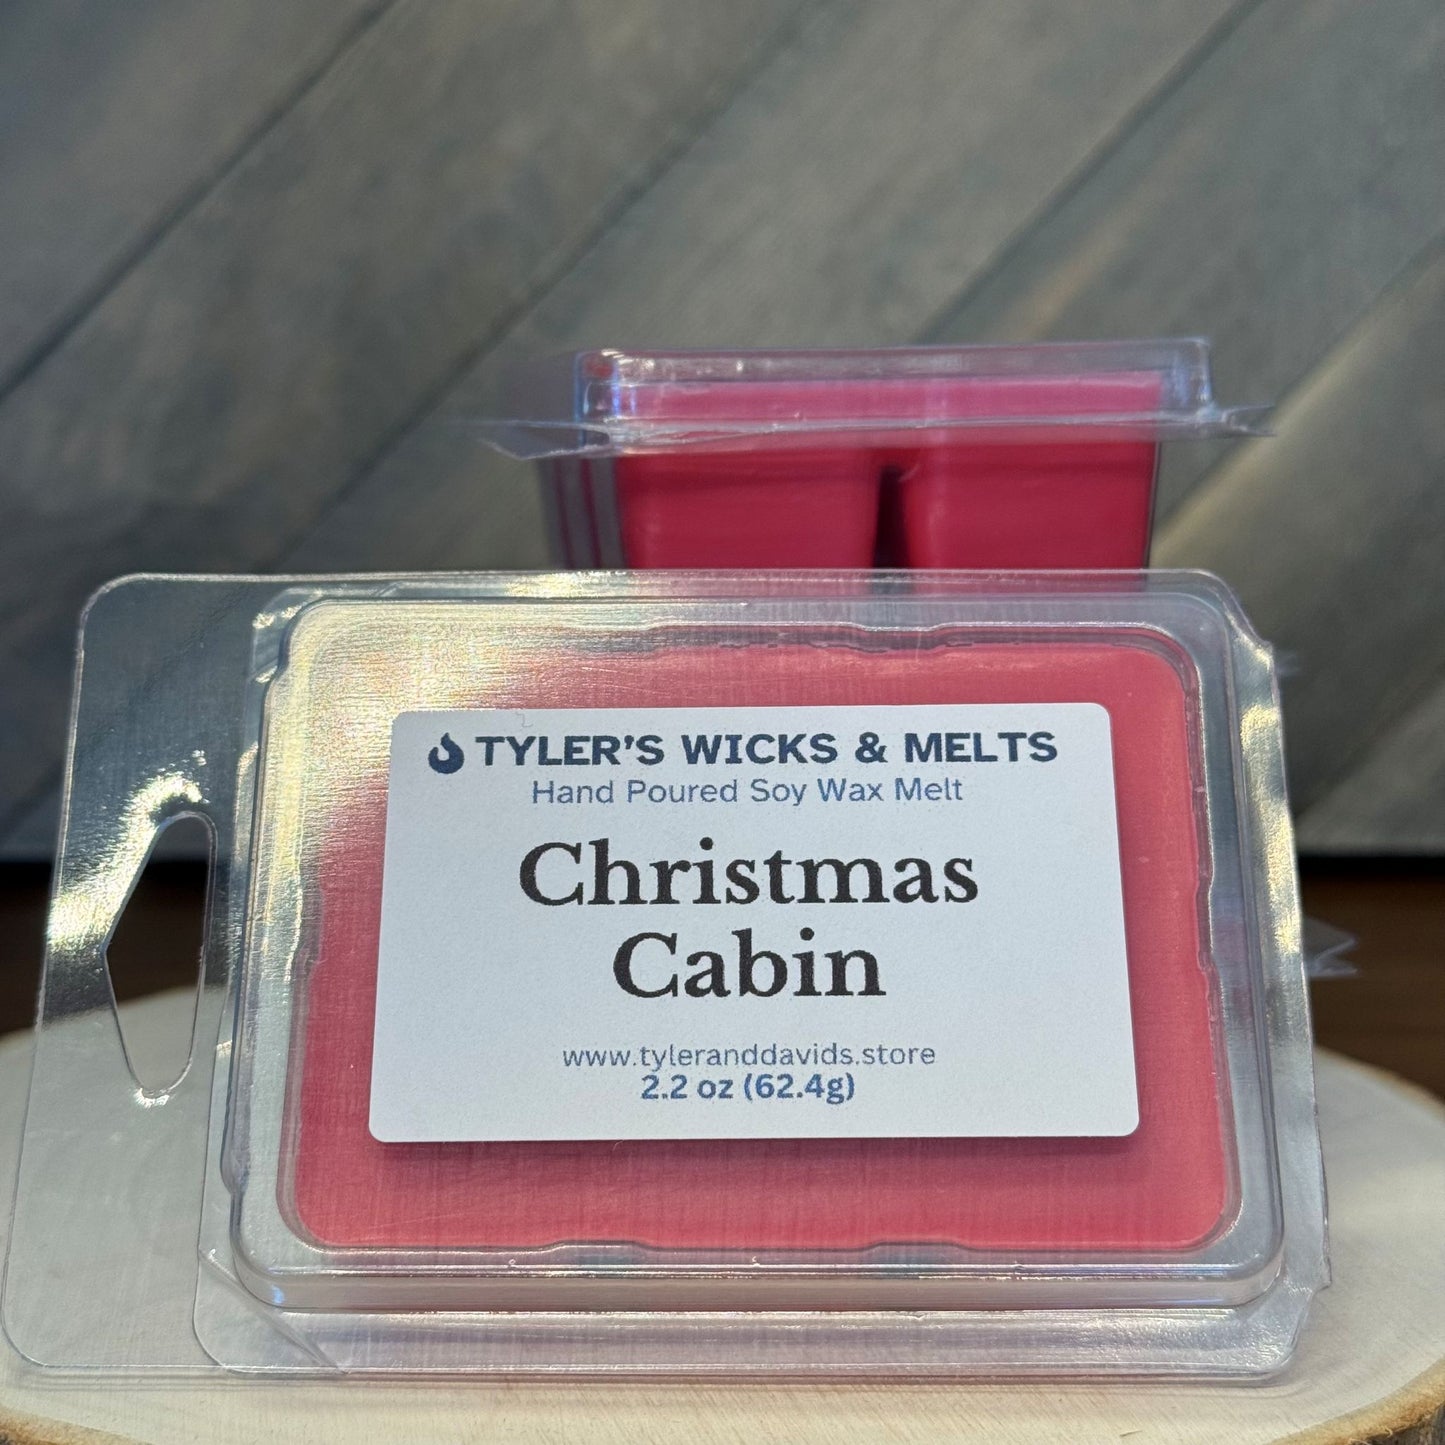 TYLER'S WICKS & MELTS
Hand Poured Soy Wax Melt
Christmas
Cabin
www.tyleranddavids.store
2.2 oz (62.4g)